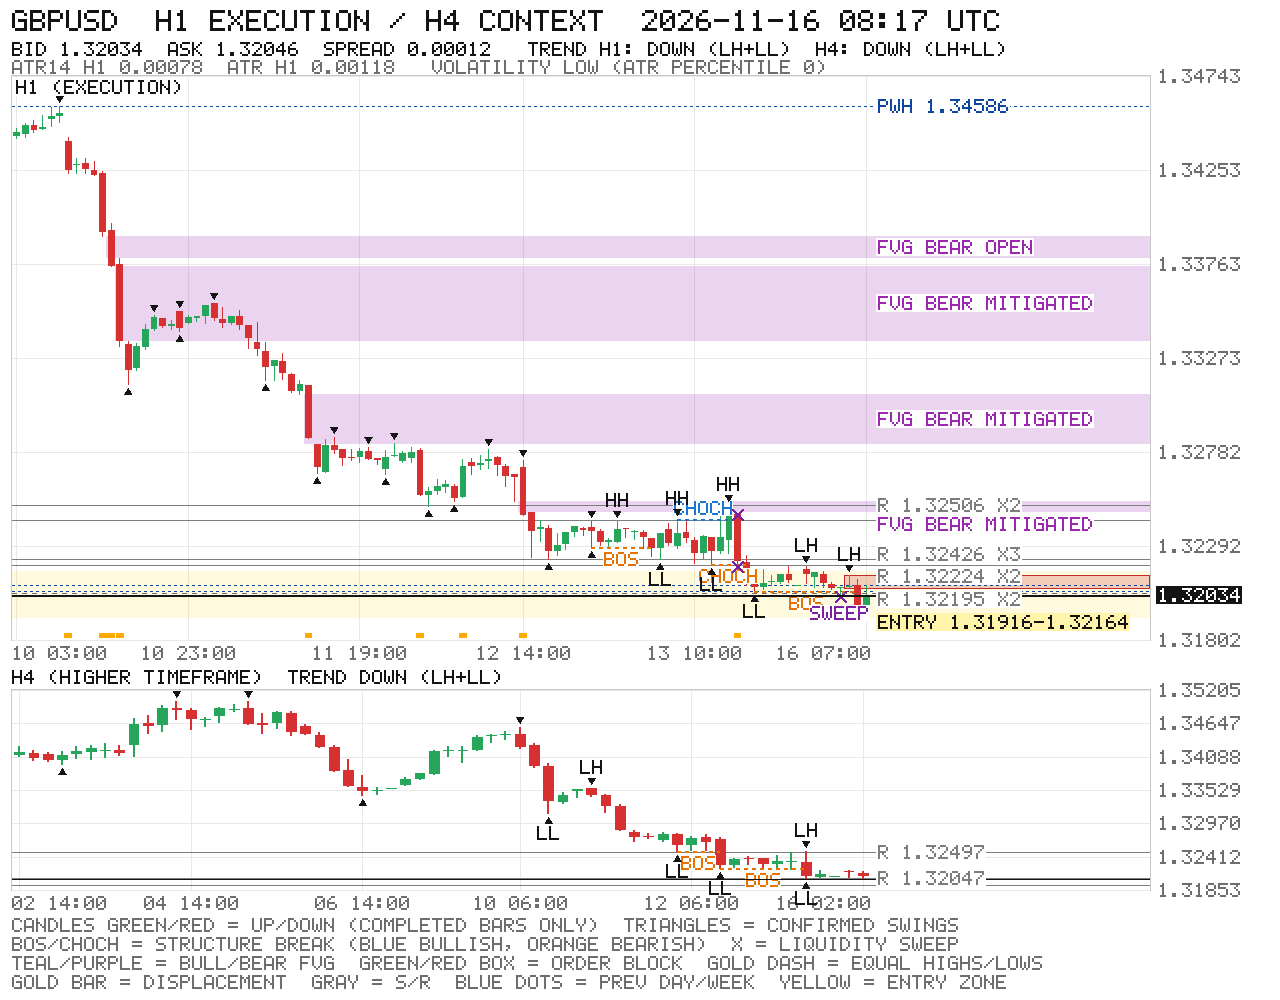 GBPUSD  H1 EXECUTION / H4 CONTEXT  2026-11-16 08:17 UTC
BID 1.32034  ASK 1.32046  SPREAD 0.00012  TREND H1: DOWN (LH+LL)  H4: DOWN (LH+LL)
ATR14 H1 0.00078  ATR H1 0.00118  VOLATILITY LOW (ATR PERCENTILE 0)
H1 (EXECUTION)
1.34743
PWH 1.34586
1.34253
FVG BEAR OPEN
1.33763
FVG BEAR MITIGATED
1.33273
FVG BEAR MITIGATED
1.32782
HH HH HH
CHOCH
R 1.32506 X2
FVG BEAR MITIGATED
1.32292
BOS
LH LH
R 1.32426 X3
LL LL
CHOCH
R 1.32224 X2
1.32034
R 1.32195 X2
LL
BOS
SWEEP
ENTRY 1.31916-1.32164
1.31802
10 03:00  10 23:00  11 19:00  12 14:00  13 10:00  16 07:00
H4 (HIGHER TIMEFRAME)  TREND DOWN (LH+LL)
1.35205
1.34647
1.34088
LH
1.33529
1.32970
LL
LH
R 1.32497
1.32412
BOS
LL
BOS
R 1.32047
1.31853
LL
LL
02 14:00  04 14:00  06 14:00  10 06:00  12 06:00  16 02:00
CANDLES GREEN/RED = UP/DOWN (COMPLETED BARS ONLY)  TRIANGLES = CONFIRMED SWINGS
BOS/CHOCH = STRUCTURE BREAK (BLUE BULLISH, ORANGE BEARISH)  X = LIQUIDITY SWEEP
TEAL/PURPLE = BULL/BEAR FVG  GREEN/RED BOX = ORDER BLOCK  GOLD DASH = EQUAL HIGHS/LOWS
GOLD BAR = DISPLACEMENT  GRAY = S/R  BLUE DOTS = PREV DAY/WEEK  YELLOW = ENTRY ZONE